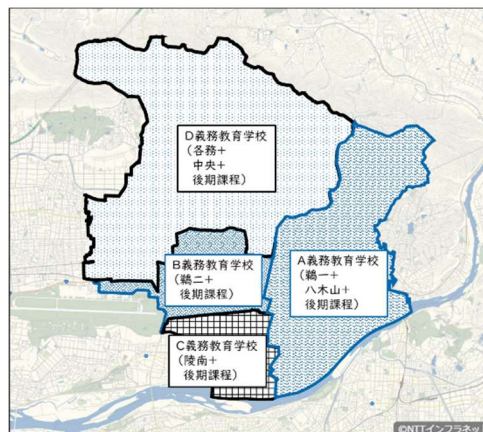 D義務教育学校
(各務+
中央+
後期課程)
B義務教育学校
(鵜二+
後期課程)
A義務教育学校
(鵜一+
八木山+
後期課程)
C義務教育学校
(陵南+
後期課程)
©NTTインフラネッ